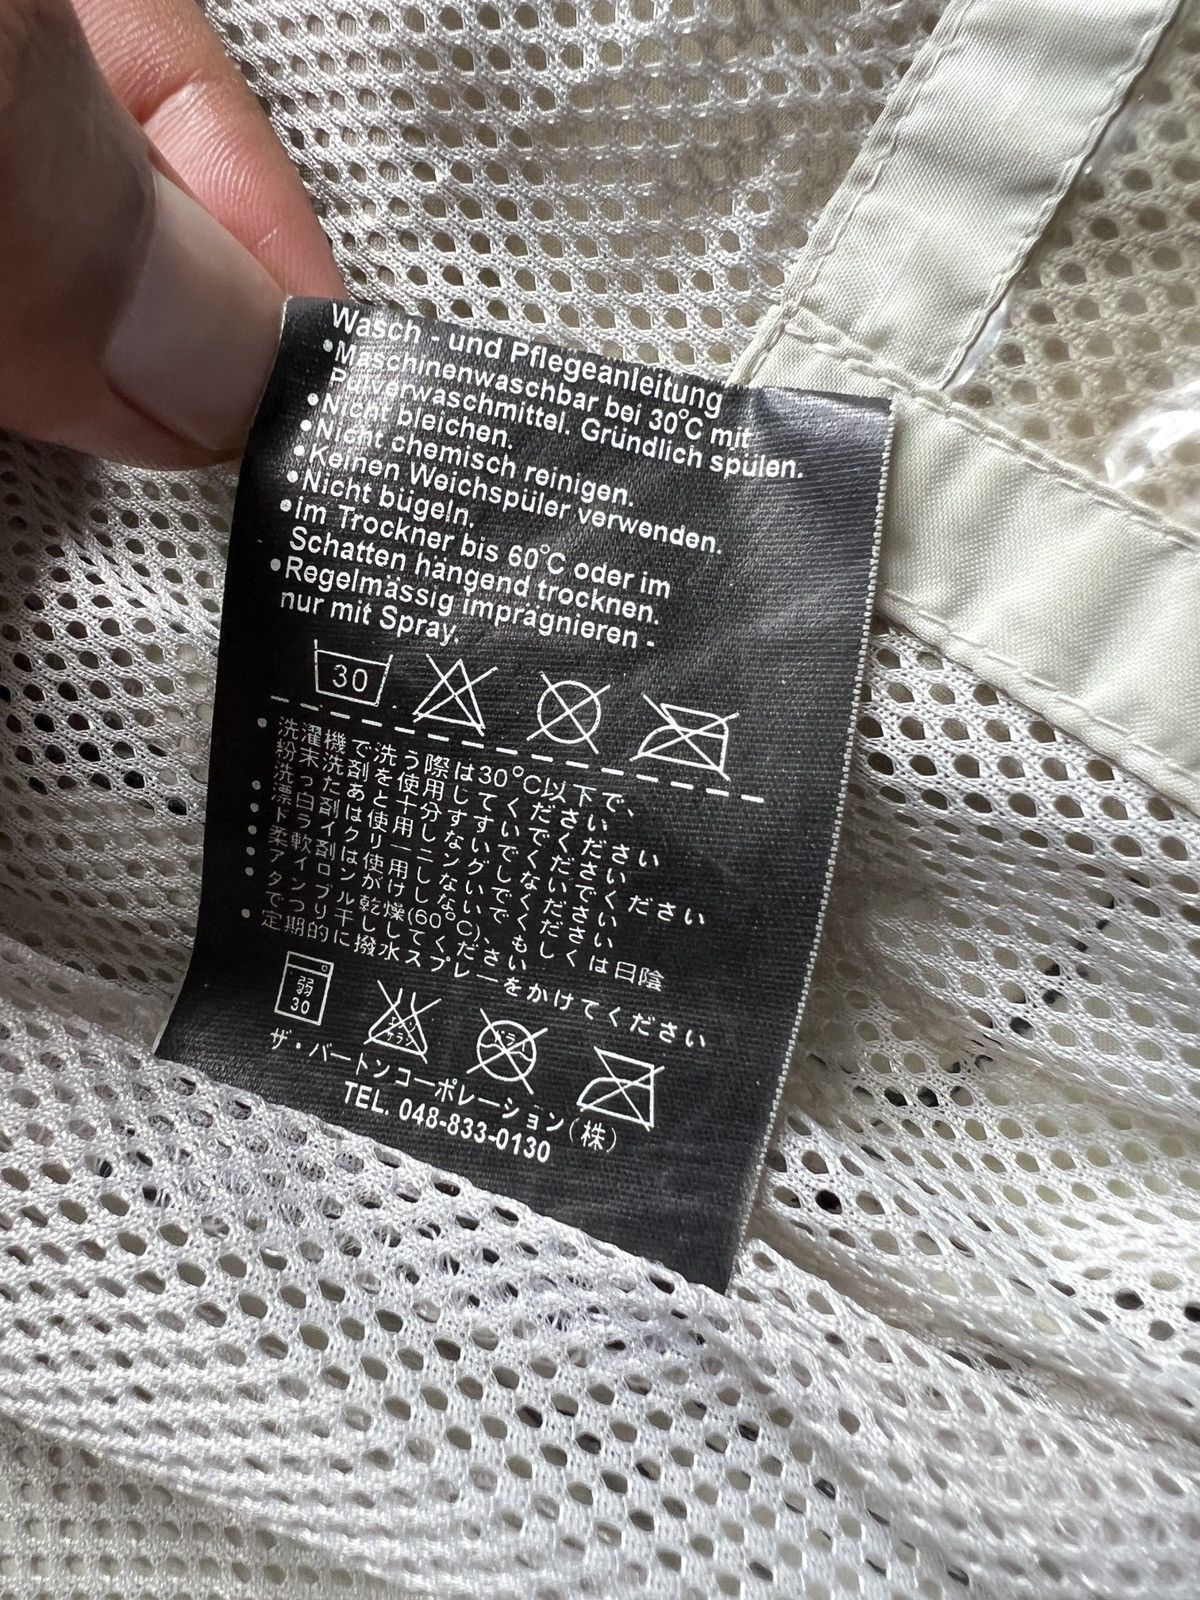 Wasch - und Pflegeanleitung
•Maschinenwaschbar bei 30°C mit
Pulverwaschmittel. Gründlich spülen.
•Nicht bleichen.
•Nicht chemisch reinigen.
•Keinen Weichspüler verwenden.
•Nicht bügeln.
•Im Trockner bis 60°C oder im
Schatten hängend trocknen.
•Regelmässig imprägnieren -
nur mit Spray.
30
• 洗濯機で洗う際は30°C以下で、
粉末洗剤を使用してください
洗ったあと十分すすいでください
• 漂白剤は使用しないでください
• ドライクリーニングしないでください
• 柔軟剤は使用しないでください
• アイロンがけしないでください
• タンブル乾燥(60°C)、もしくは日陰
でつり干ししてください
• 定期的に撥水スプレーをかけてください
弱
30
ドライ
ザ・バートンコーポレーション(株)
TEL. 048-833-0130